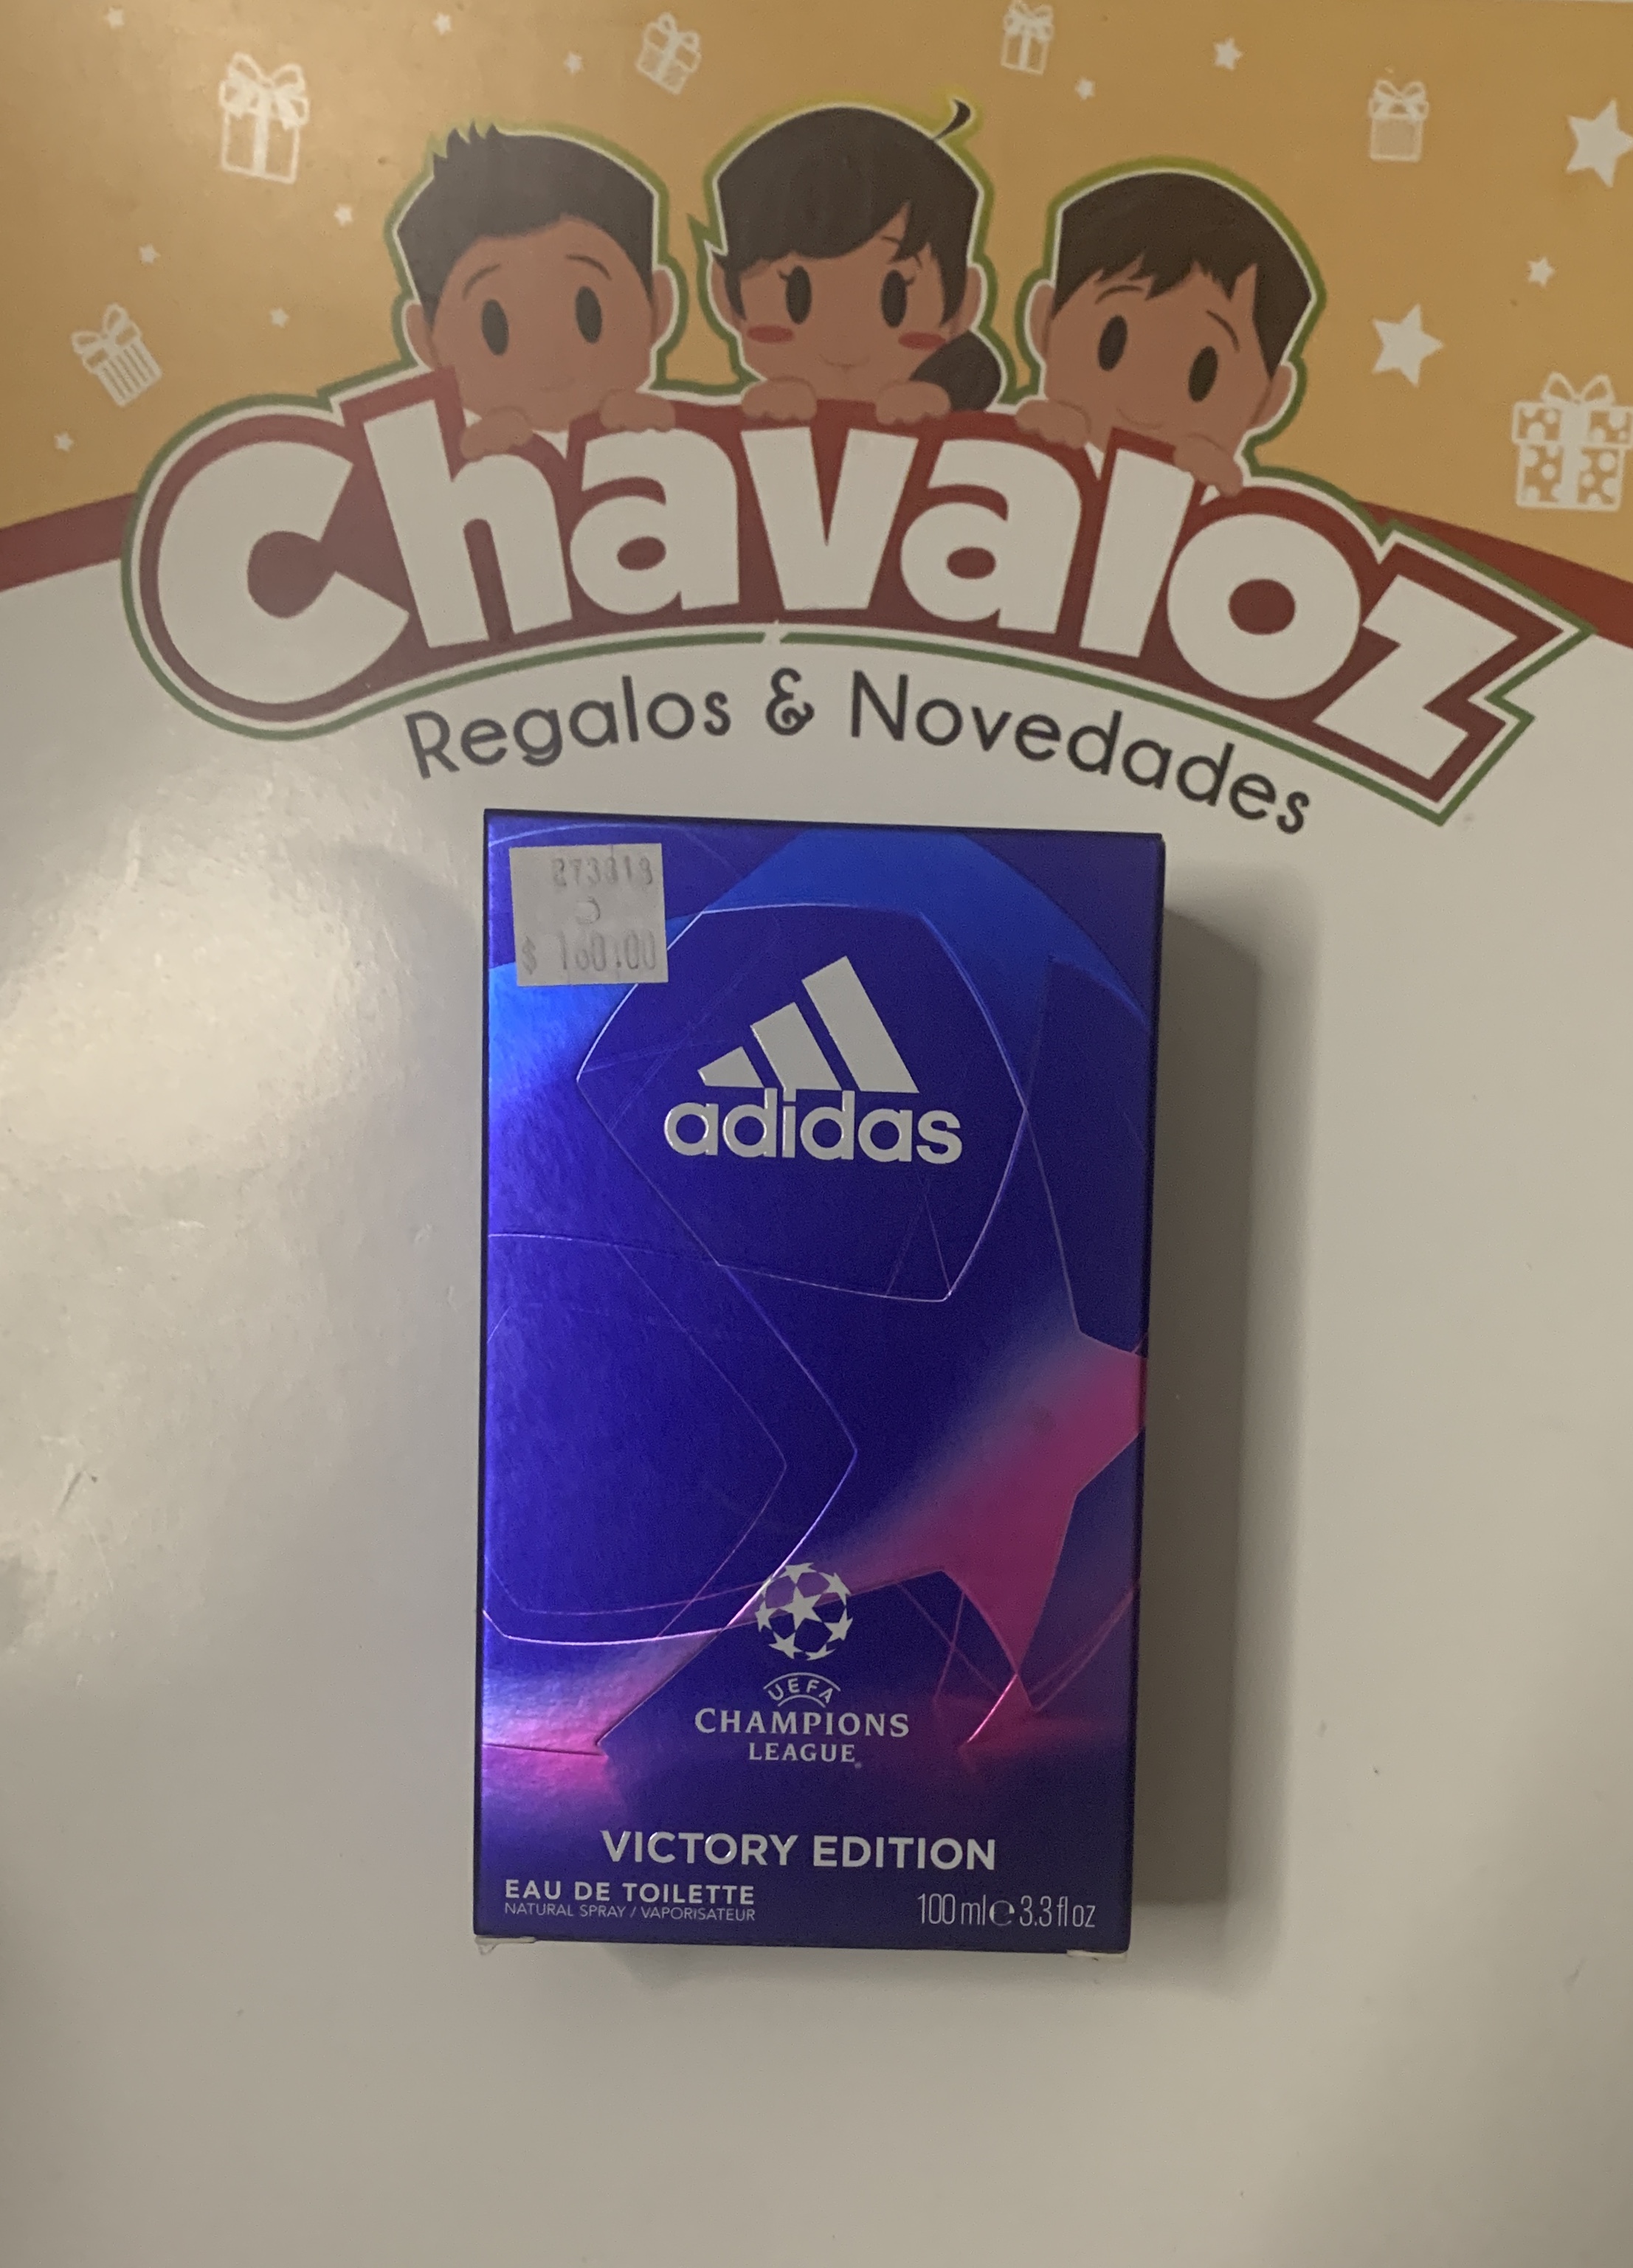 Chavaloz
Regalos & Novedades
$ 160.00
adidas
UEFA
CHAMPIONS
LEAGUE
VICTORY EDITION
EAU DE TOILETTE
NATURAL SPRAY / VAPORISATEUR
100 ml e 3.3 fl oz